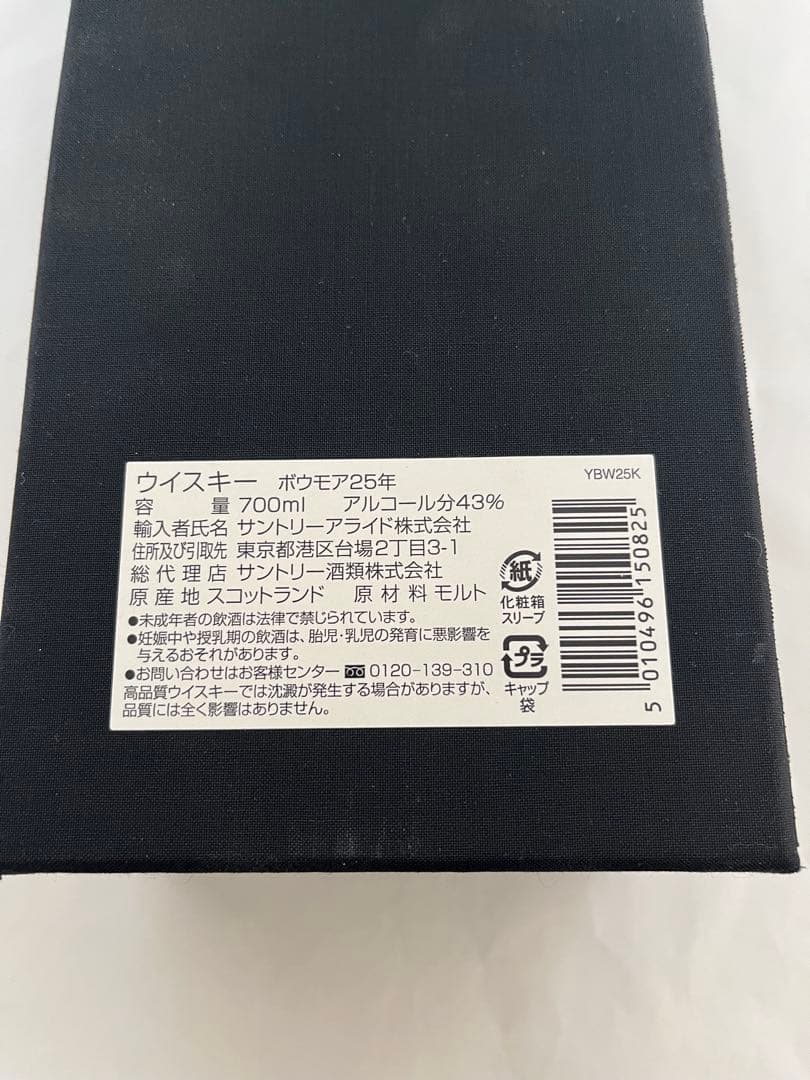 ウイスキー ボウモア25年 YBW25K
容量 700ml アルコール分43%
輸入者氏名 サントリーアライド株式会社
住所及び引取先 東京都港区台場2丁目3-1
総代理店 サントリー酒類株式会社
原産地 スコットランド 原材料 モルト
●未成年者の飲酒は法律で禁じられています。
●妊娠中や授乳期の飲酒は、胎児・乳児の発育に悪影響を
与えるおそれがあります。
●お問い合わせはお客様センター 0120-139-310
高品質ウイスキーでは沈澱が発生する場合がありますが、
品質には全く影響はありません。
紙
化粧箱
スリーブ
プラ
キャップ
袋
5 010496 150825